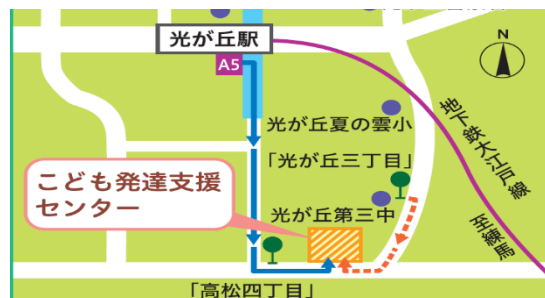 光が丘駅
A5
N
光が丘夏の雲小
「光が丘三丁目」
地下鉄大江戸線
至練馬
こども発達支援
センター
光が丘第三中
「高松四丁目」